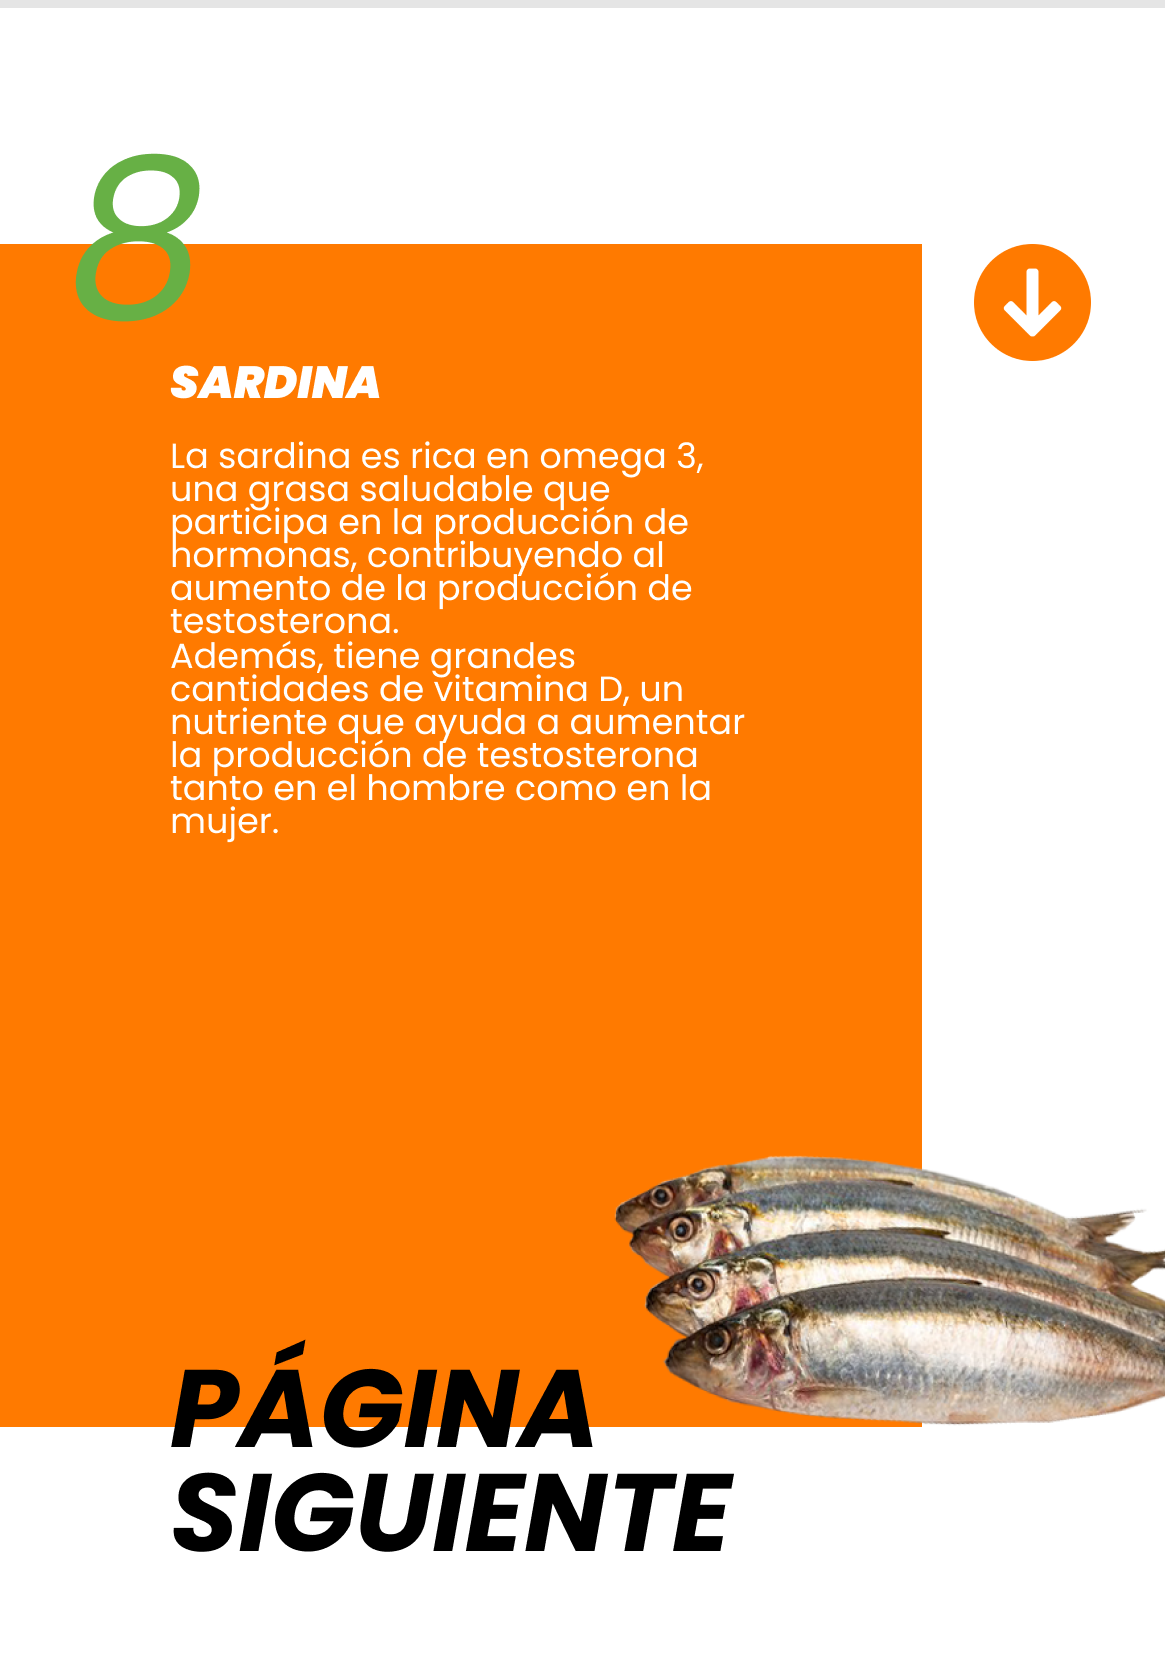 8
SARDINA
La sardina es rica en omega 3,
una grasa saludable que
participa en la producción de
hormonas, contribuyendo al
aumento de la producción de
testosterona.
Además, tiene grandes
cantidades de vitamina D, un
nutriente que ayuda a aumentar
la producción de testosterona
tanto en el hombre como en la
mujer.
PÁGINA
SIGUIENTE